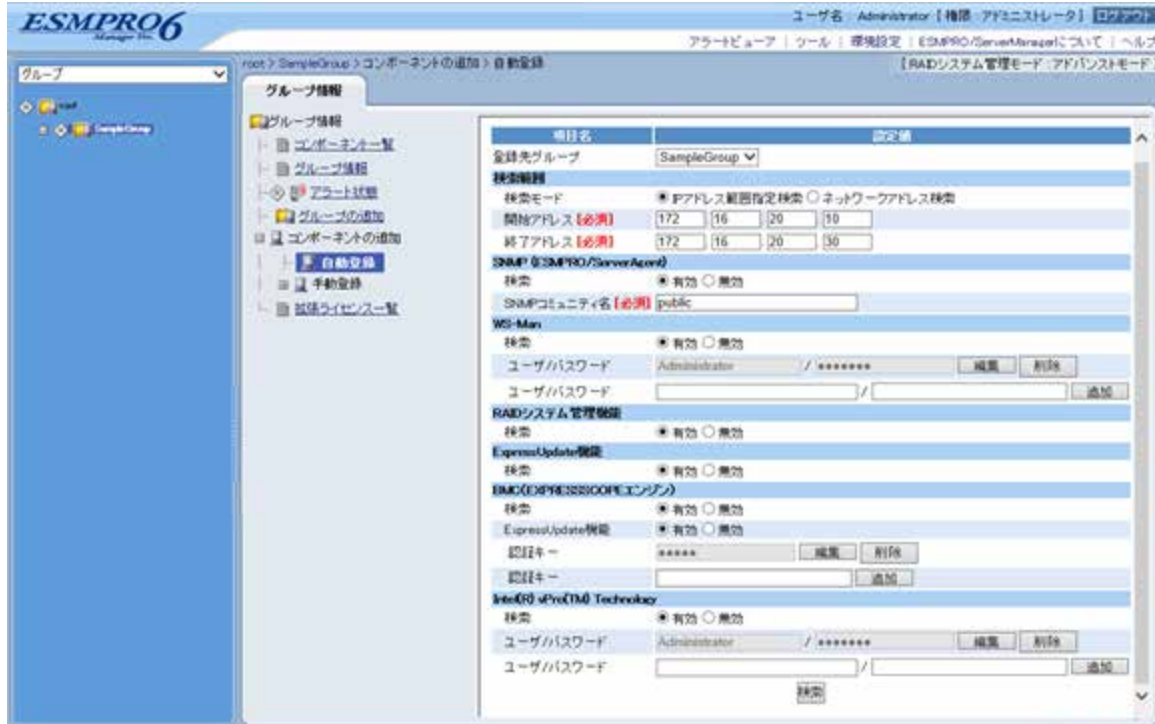 ESMPRO6
Manager Ver.
ユーザ名 : Administrator 【 権限 : アドミニストレータ 】 ログアウト
アラートビューア | ツール | 環境設定 | ESMPRO/ServerManagerについて | ヘルプ
グループ
root > SampleGroup > コンポーネントの追加 > 自動登録
[ RAIDシステム管理モード : アドバンストモード ]
root
SampleGroup
グループ情報
グループ情報
コンポーネント一覧
グループ情報
アラート状態
グループの追加
コンポーネントの追加
自動登録
手動登録
拡張ライセンス一覧
項目名 設定値
登録先グループ SampleGroup
検索範囲
検索モード IPアドレス範囲指定検索 ネットワークアドレス検索
開始アドレス【必須】 172 . 16 . 20 . 10
終了アドレス【必須】 172 . 16 . 20 . 30
SNMP (ESMPRO/ServerAgent)
検索 有効 無効
SNMPコミュニティ名【必須】 public
WS-Man
検索 有効 無効
ユーザ/パスワード Administrator / ●●●●●●● 編集 削除
ユーザ/パスワード / 追加
RAIDシステム管理機能
検索 有効 無効
ExpressUpdate機能
検索 有効 無効
BMC(EXPRESSSCOPEエンジン)
検索 有効 無効
ExpressUpdate機能 有効 無効
認証キー ●●●●● 編集 削除
認証キー 追加
Intel(R) vPro(TM) Technology
検索 有効 無効
ユーザ/パスワード Administrator / ●●●●●●● 編集 削除
ユーザ/パスワード / 追加
検索